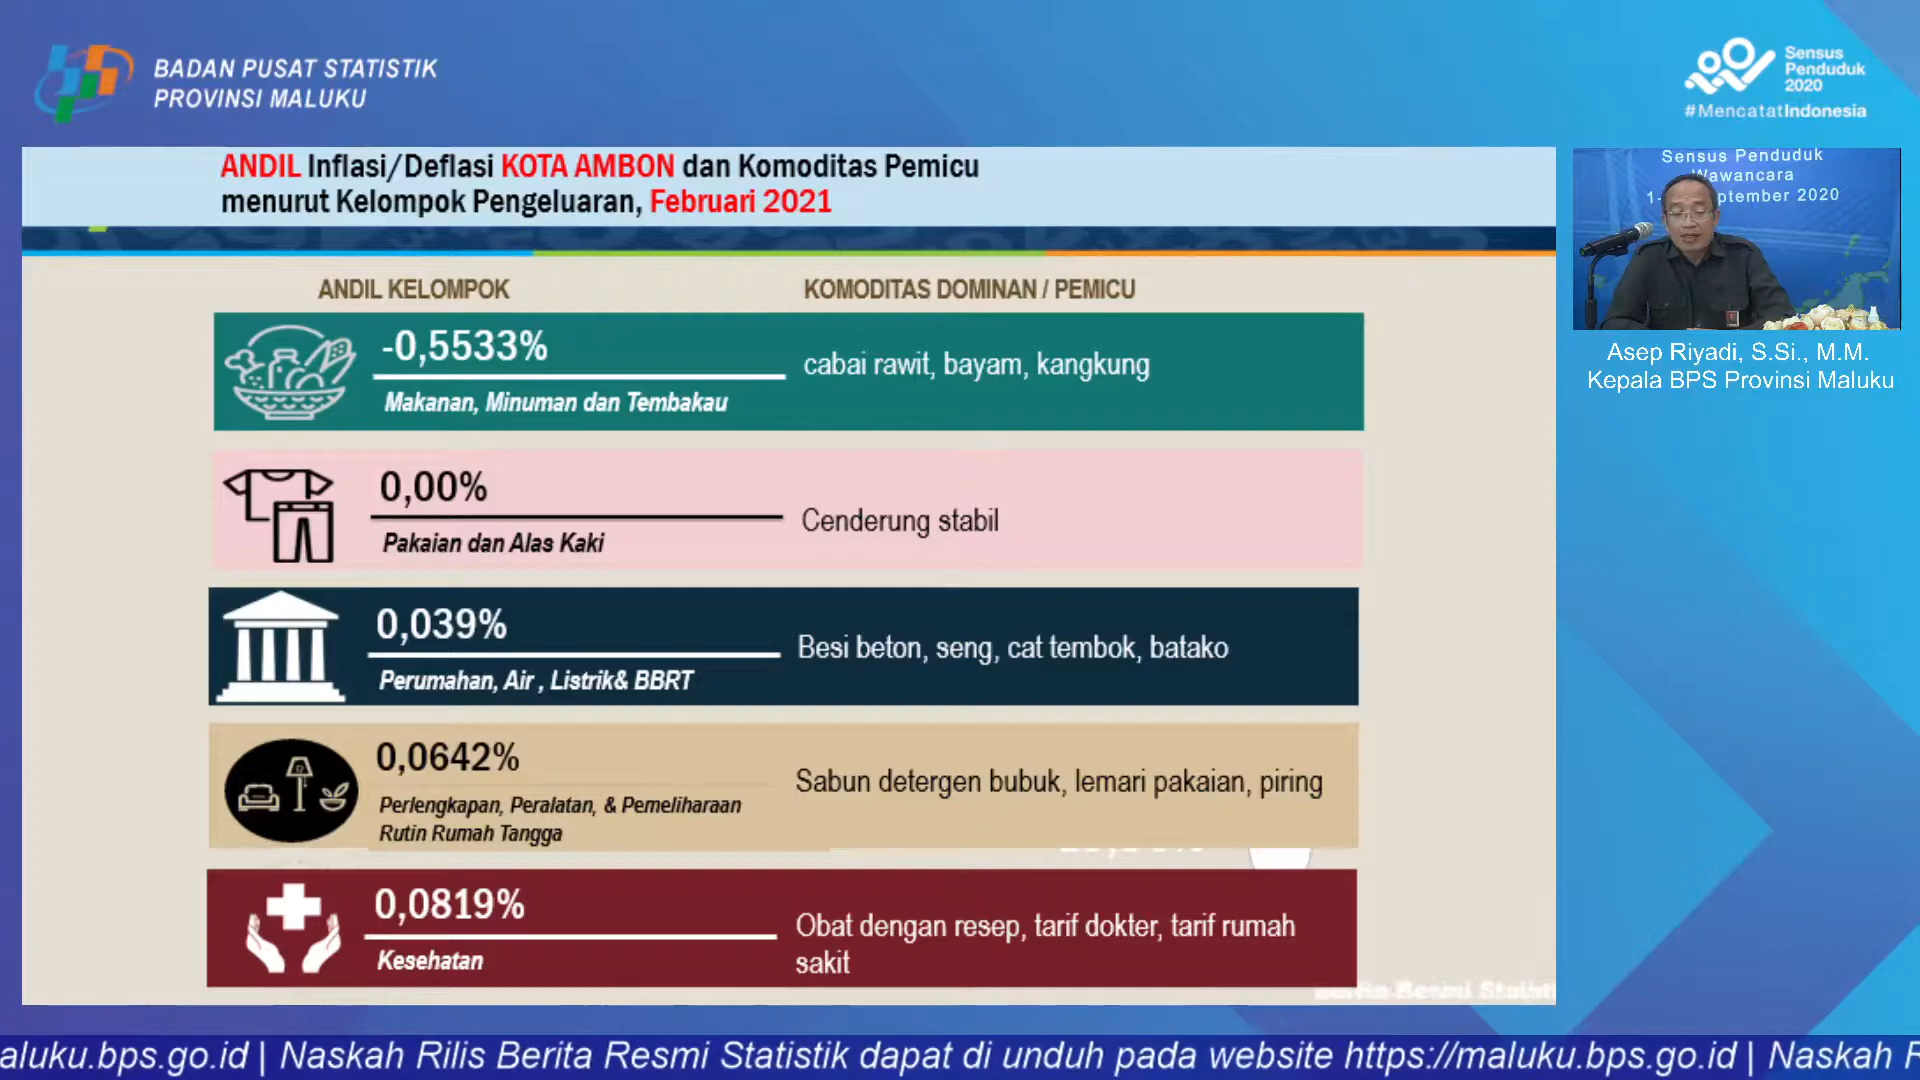 BADAN PUSAT STATISTIK
PROVINSI MALUKU
Sensus
Penduduk
2020
#MencatatIndonesia
ANDIL Inflasi/Deflasi KOTA AMBON dan Komoditas Pemicu
menurut Kelompok Pengeluaran, Februari 2021
Sensus Penduduk
Wawancara
ptember 2020
Asep Riyadi, S.Si., M.M.
Kepala BPS Provinsi Maluku
ANDIL KELOMPOK
KOMODITAS DOMINAN / PEMICU
-0,5533%
Makanan, Minuman dan Tembakau
cabai rawit, bayam, kangkung
0,00%
Pakaian dan Alas Kaki
Cenderung stabil
0,039%
Perumahan, Air , Listrik& BBRT
Besi beton, seng, cat tembok, batako
0,0642%
Perlengkapan, Peralatan, & Pemeliharaan
Rutin Rumah Tangga
Sabun detergen bubuk, lemari pakaian, piring
0,0819%
Kesehatan
Obat dengan resep, tarif dokter, tarif rumah
sakit
aluku.bps.go.id | Naskah Rilis Berita Resmi Statistik dapat di unduh pada website https://maluku.bps.go.id | Naskah R